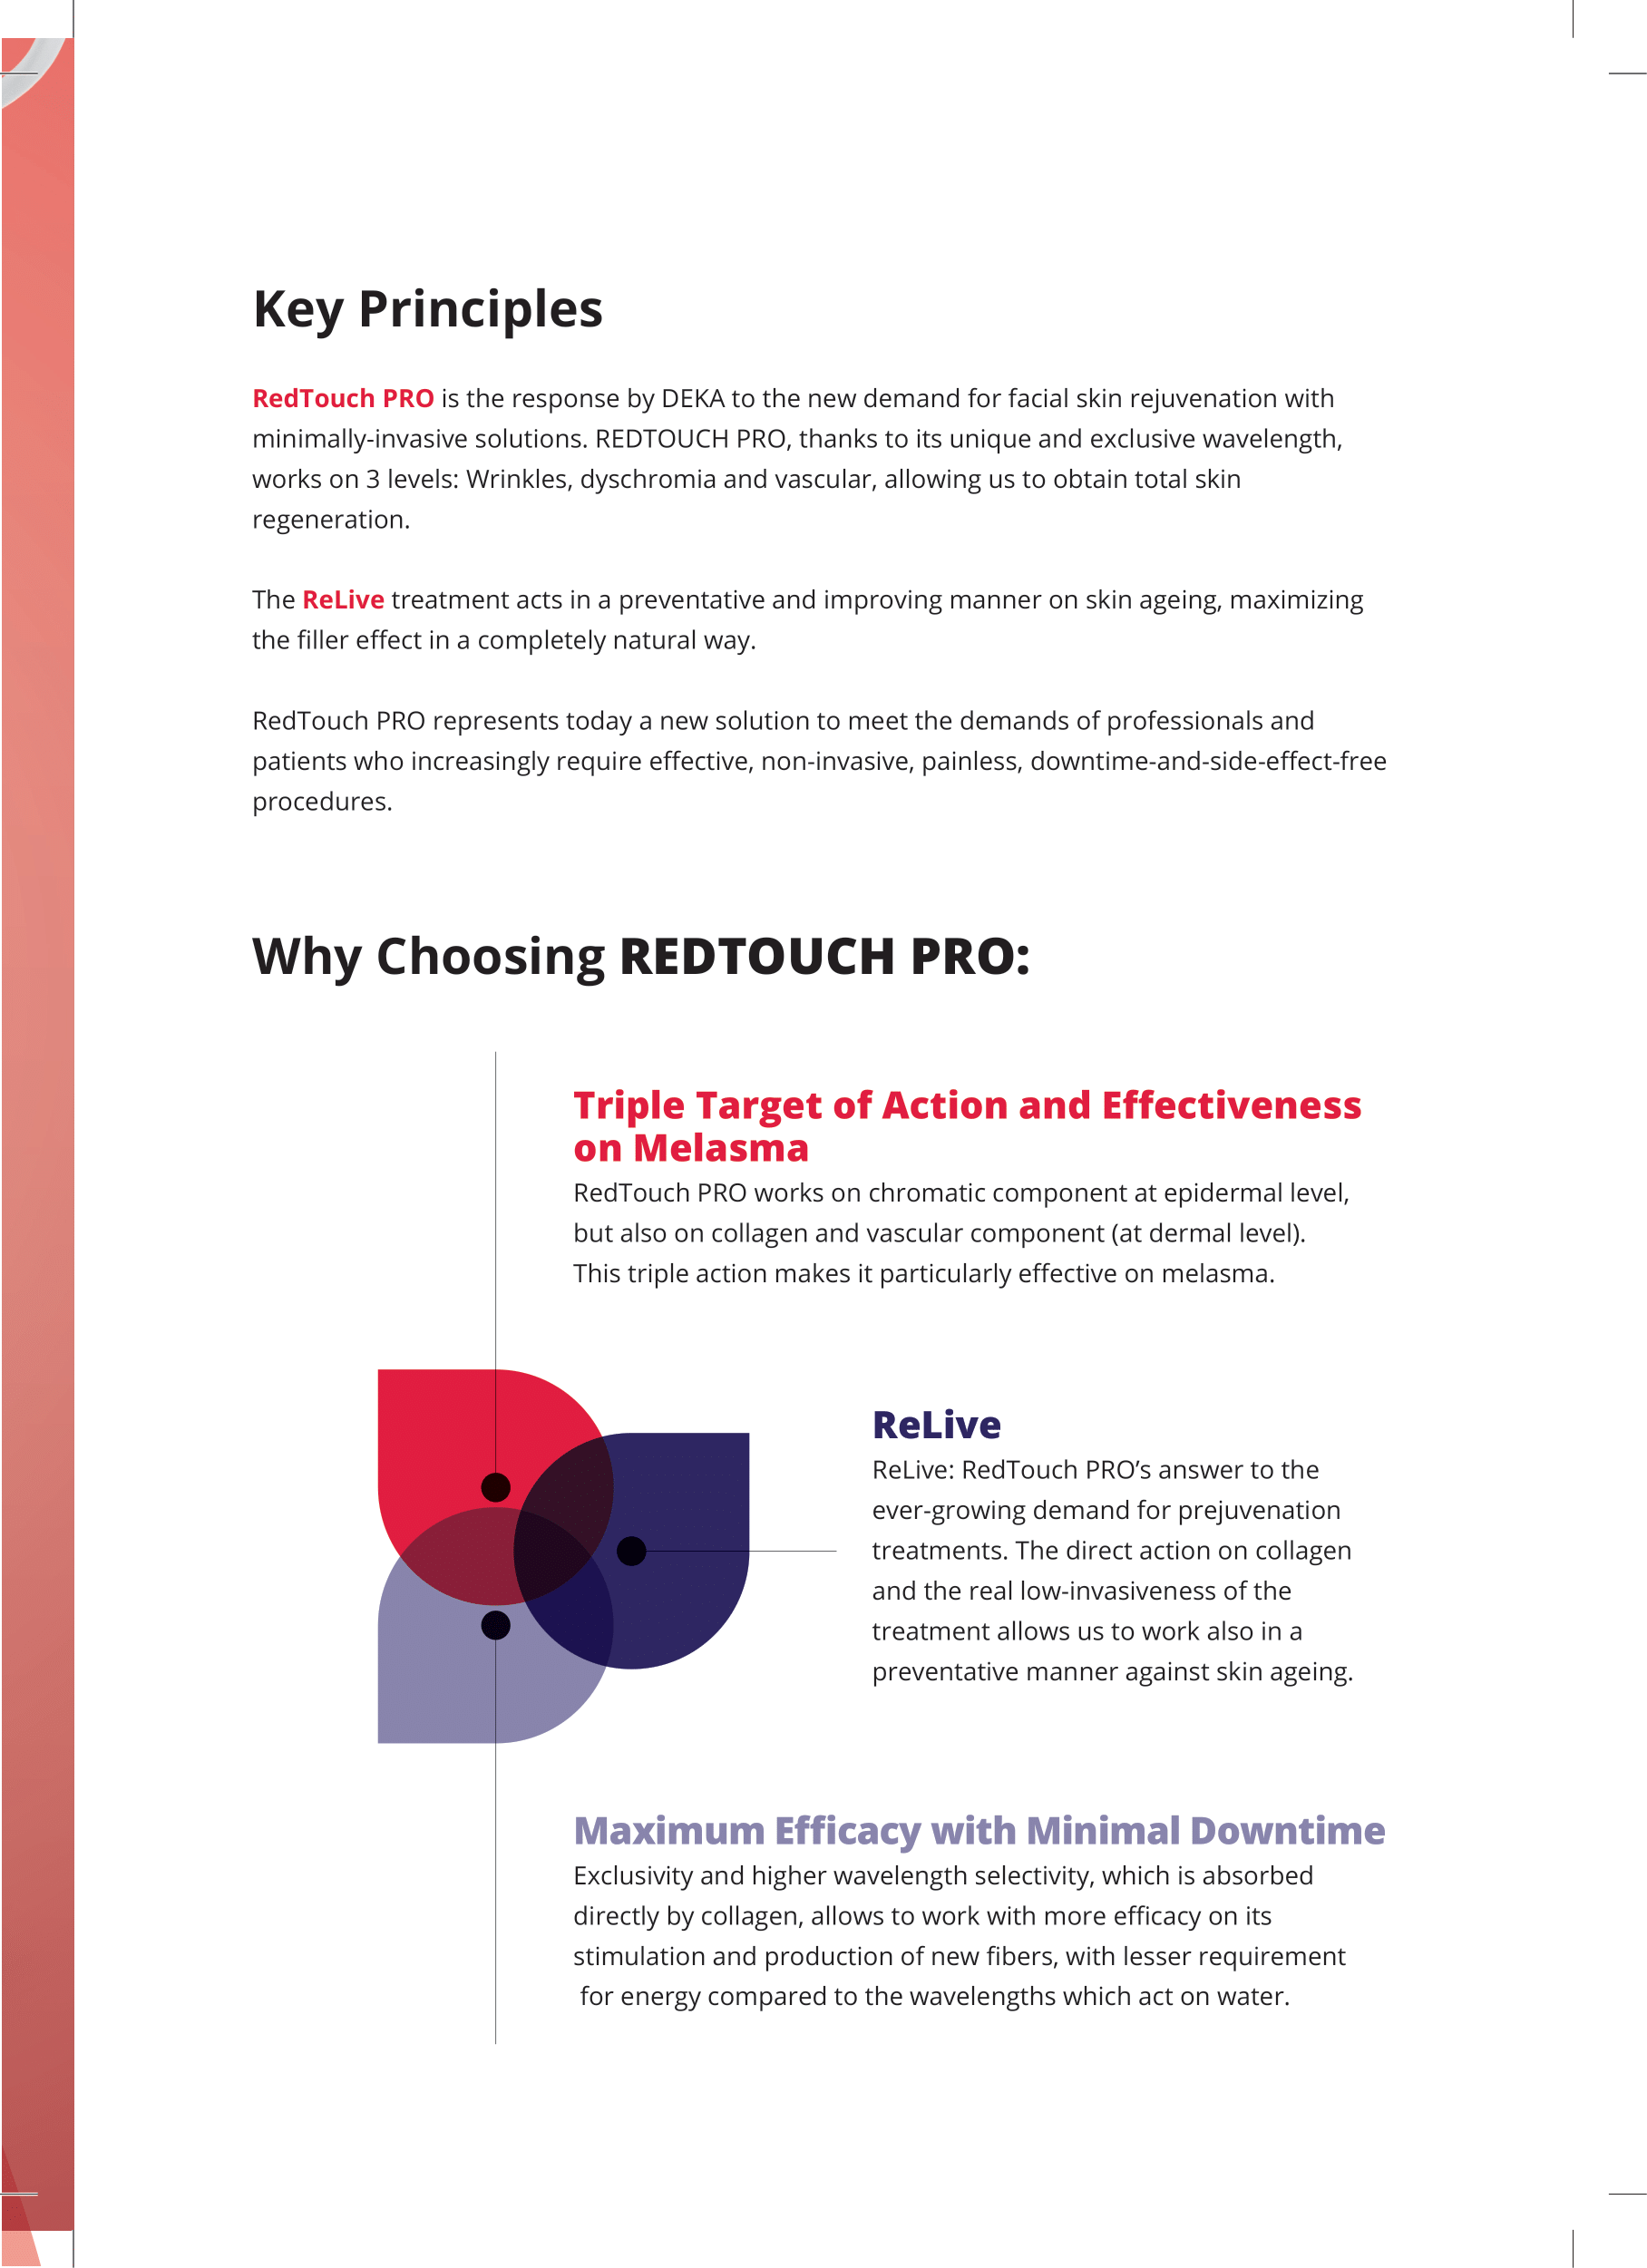 Key Principles
RedTouch PRO is the response by DEKA to the new demand for facial skin rejuvenation with
minimally-invasive solutions. REDTOUCH PRO, thanks to its unique and exclusive wavelength,
works on 3 levels: Wrinkles, dyschromia and vascular, allowing us to obtain total skin
regeneration.
The ReLive treatment acts in a preventative and improving manner on skin ageing, maximizing
the filler effect in a completely natural way.
RedTouch PRO represents today a new solution to meet the demands of professionals and
patients who increasingly require effective, non-invasive, painless, downtime-and-side-effect-free
procedures.
Why Choosing REDTOUCH PRO:
Triple Target of Action and Effectiveness
on Melasma
RedTouch PRO works on chromatic component at epidermal level,
but also on collagen and vascular component (at dermal level).
This triple action makes it particularly effective on melasma.
ReLive
ReLive: RedTouch PRO’s answer to the
ever-growing demand for prejuvenation
treatments. The direct action on collagen
and the real low-invasiveness of the
treatment allows us to work also in a
preventative manner against skin ageing.
Maximum Efficacy with Minimal Downtime
Exclusivity and higher wavelength selectivity, which is absorbed
directly by collagen, allows to work with more efficacy on its
stimulation and production of new fibers, with lesser requirement
for energy compared to the wavelengths which act on water.